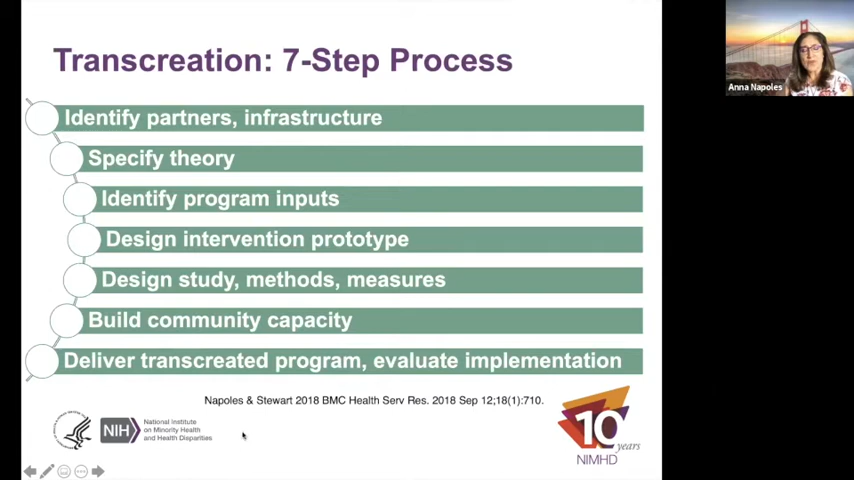 Transcreation: 7-Step Process
Anna Napoles
Identify partners, infrastructure
Specify theory
Identify program inputs
Design intervention prototype
Design study, methods, measures
Build community capacity
Deliver transcreated program, evaluate implementation
Napoles & Stewart 2018 BMC Health Serv Res. 2018 Sep 12;18(1):710.
NIH
National Institute
on Minority Health
and Health Disparities
10
years
NIMHD